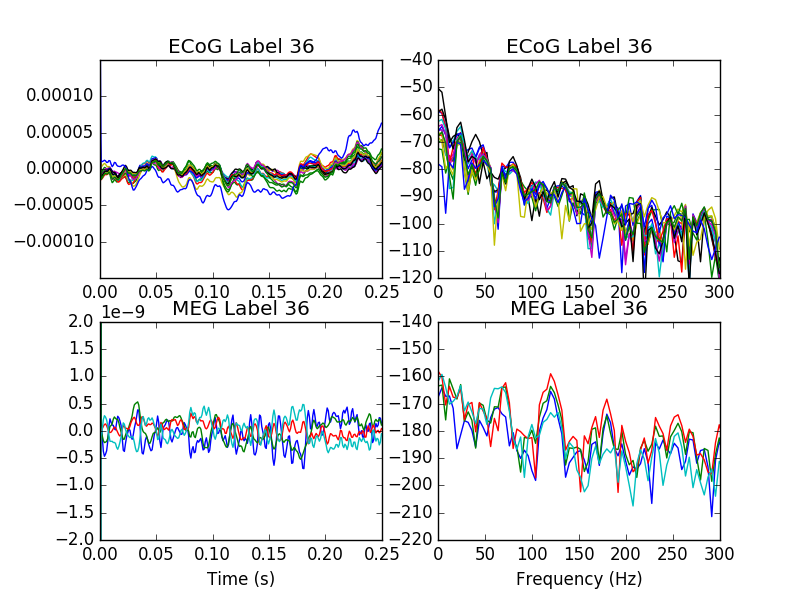 ECoG Label 36
0.00010
0.00005
0.00000
−0.00005
−0.00010
0.00 0.05 0.10 0.15 0.20 0.25
ECoG Label 36
−40
−50
−60
−70
−80
−90
−100
−110
−120
0 50 100 150 200 250 300
MEG Label 36
1e−9
2.0
1.5
1.0
0.5
0.0
−0.5
−1.0
−1.5
−2.0
0.00 0.05 0.10 0.15 0.20 0.25
Time (s)
MEG Label 36
−140
−150
−160
−170
−180
−190
−200
−210
−220
0 50 100 150 200 250 300
Frequency (Hz)